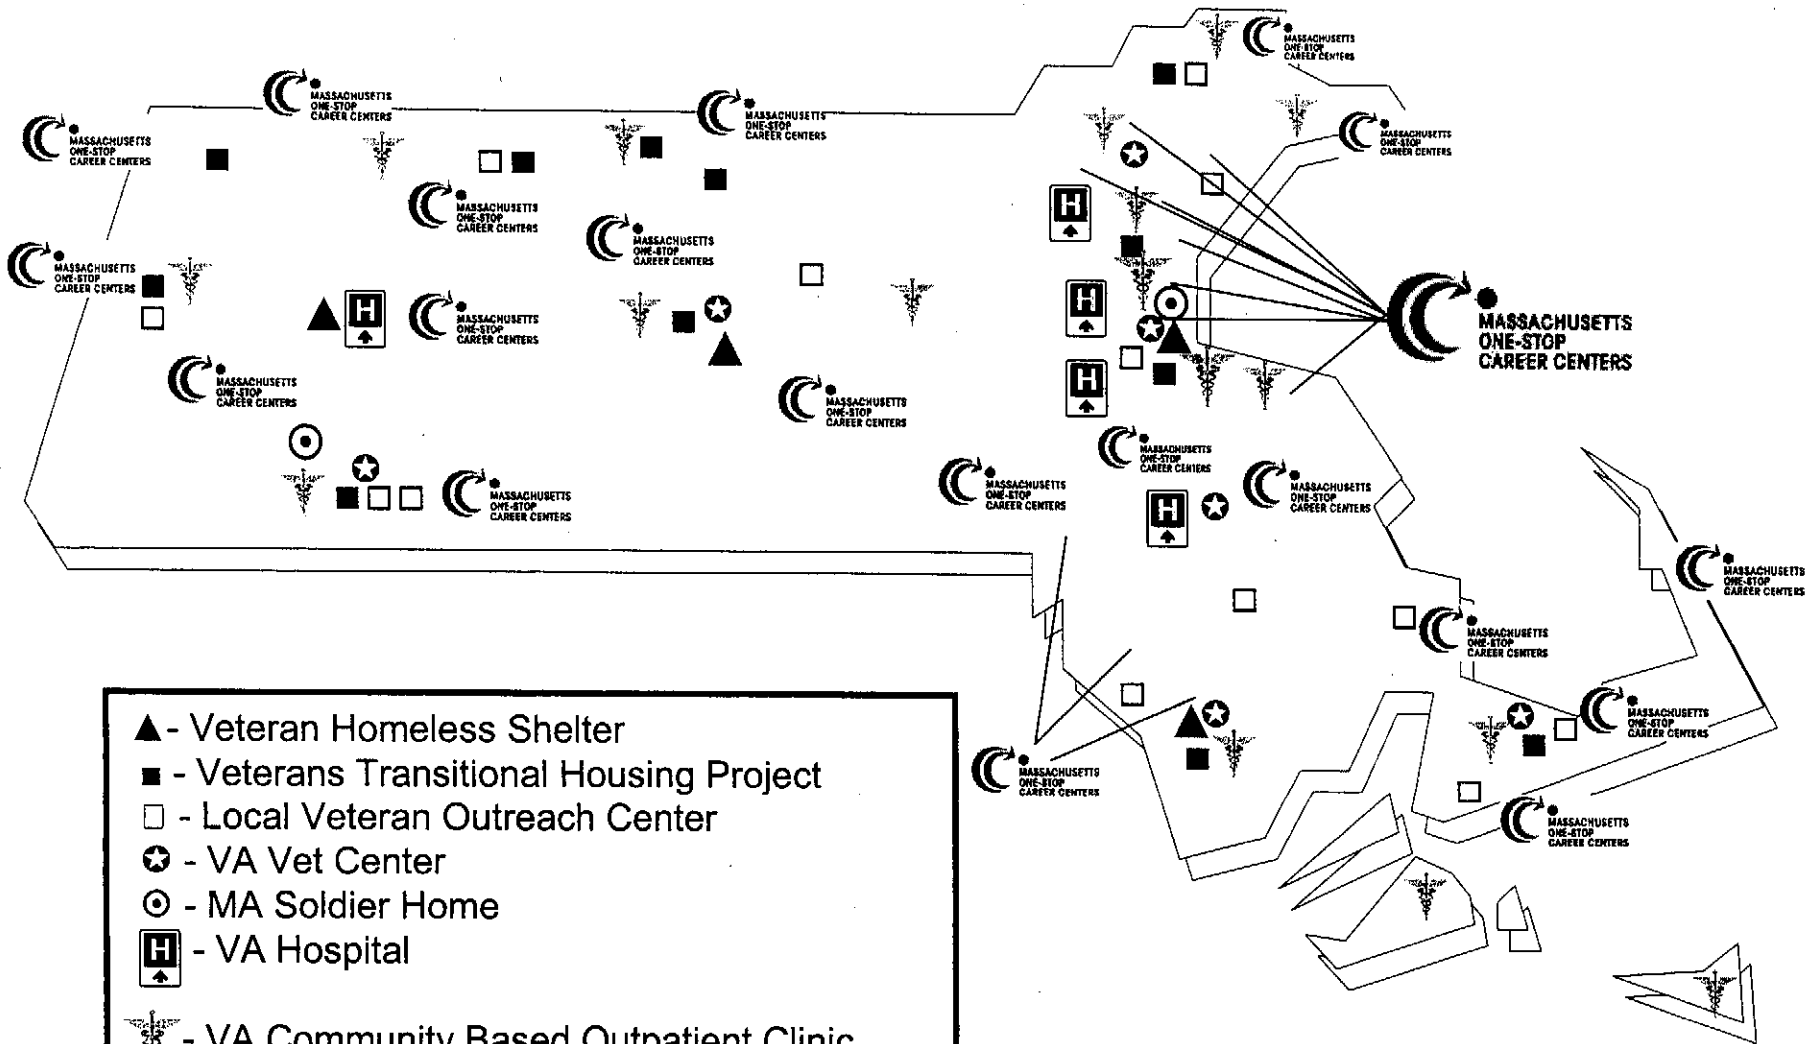 MASSACHUSETTS
ONE-STOP
CAREER CENTERS
MASSACHUSETTS
ONE-STOP
CAREER CENTERS
MASSACHUSETTS
ONE-STOP
CAREER CENTERS
MASSACHUSETTS
ONE-STOP
CAREER CENTERS
MASSACHUSETTS
ONE-STOP
CAREER CENTERS
MASSACHUSETTS
ONE-STOP
CAREER CENTERS
H
MASSACHUSETTS
ONE-STOP
CAREER CENTERS
MASSACHUSETTS
ONE-STOP
CAREER CENTERS
H
H
MASSACHUSETTS
ONE-STOP
CAREER CENTERS
MASSACHUSETTS
ONE-STOP
CAREER CENTERS
MASSACHUSETTS
ONE-STOP
CAREER CENTERS
H
MASSACHUSETTS
ONE-STOP
CAREER CENTERS
MASSACHUSETTS
ONE-STOP
CAREER CENTERS
MASSACHUSETTS
ONE-STOP
CAREER CENTERS
MASSACHUSETTS
ONE-STOP
CAREER CENTERS
MASSACHUSETTS
ONE-STOP
CAREER CENTERS
H
MASSACHUSETTS
ONE-STOP
CAREER CENTERS
MASSACHUSETTS
ONE-STOP
CAREER CENTERS
MASSACHUSETTS
ONE-STOP
CAREER CENTERS
MASSACHUSETTS
ONE-STOP
CAREER CENTERS
MASSACHUSETTS
ONE-STOP
CAREER CENTERS
- Veteran Homeless Shelter
- Veterans Transitional Housing Project
- Local Veteran Outreach Center
- VA Vet Center
- MA Soldier Home
H - VA Hospital
- VA Community Based Outpatient Clinic